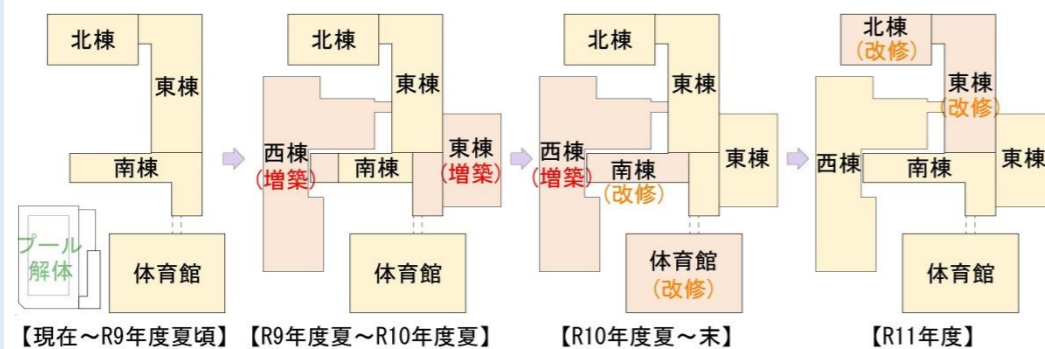 北棟
東棟
南棟
プール
解体
体育館
【現在～R9年度夏頃】
北棟
東棟
西棟
(増築)
南棟
東棟
(増築)
体育館
【R9年度夏～R10年度夏】
北棟
東棟
西棟
(増築)
南棟
(改修)
東棟
体育館
(改修)
【R10年度夏～末】
北棟
(改修)
東棟
(改修)
西棟
南棟
東棟
体育館
【R11年度】